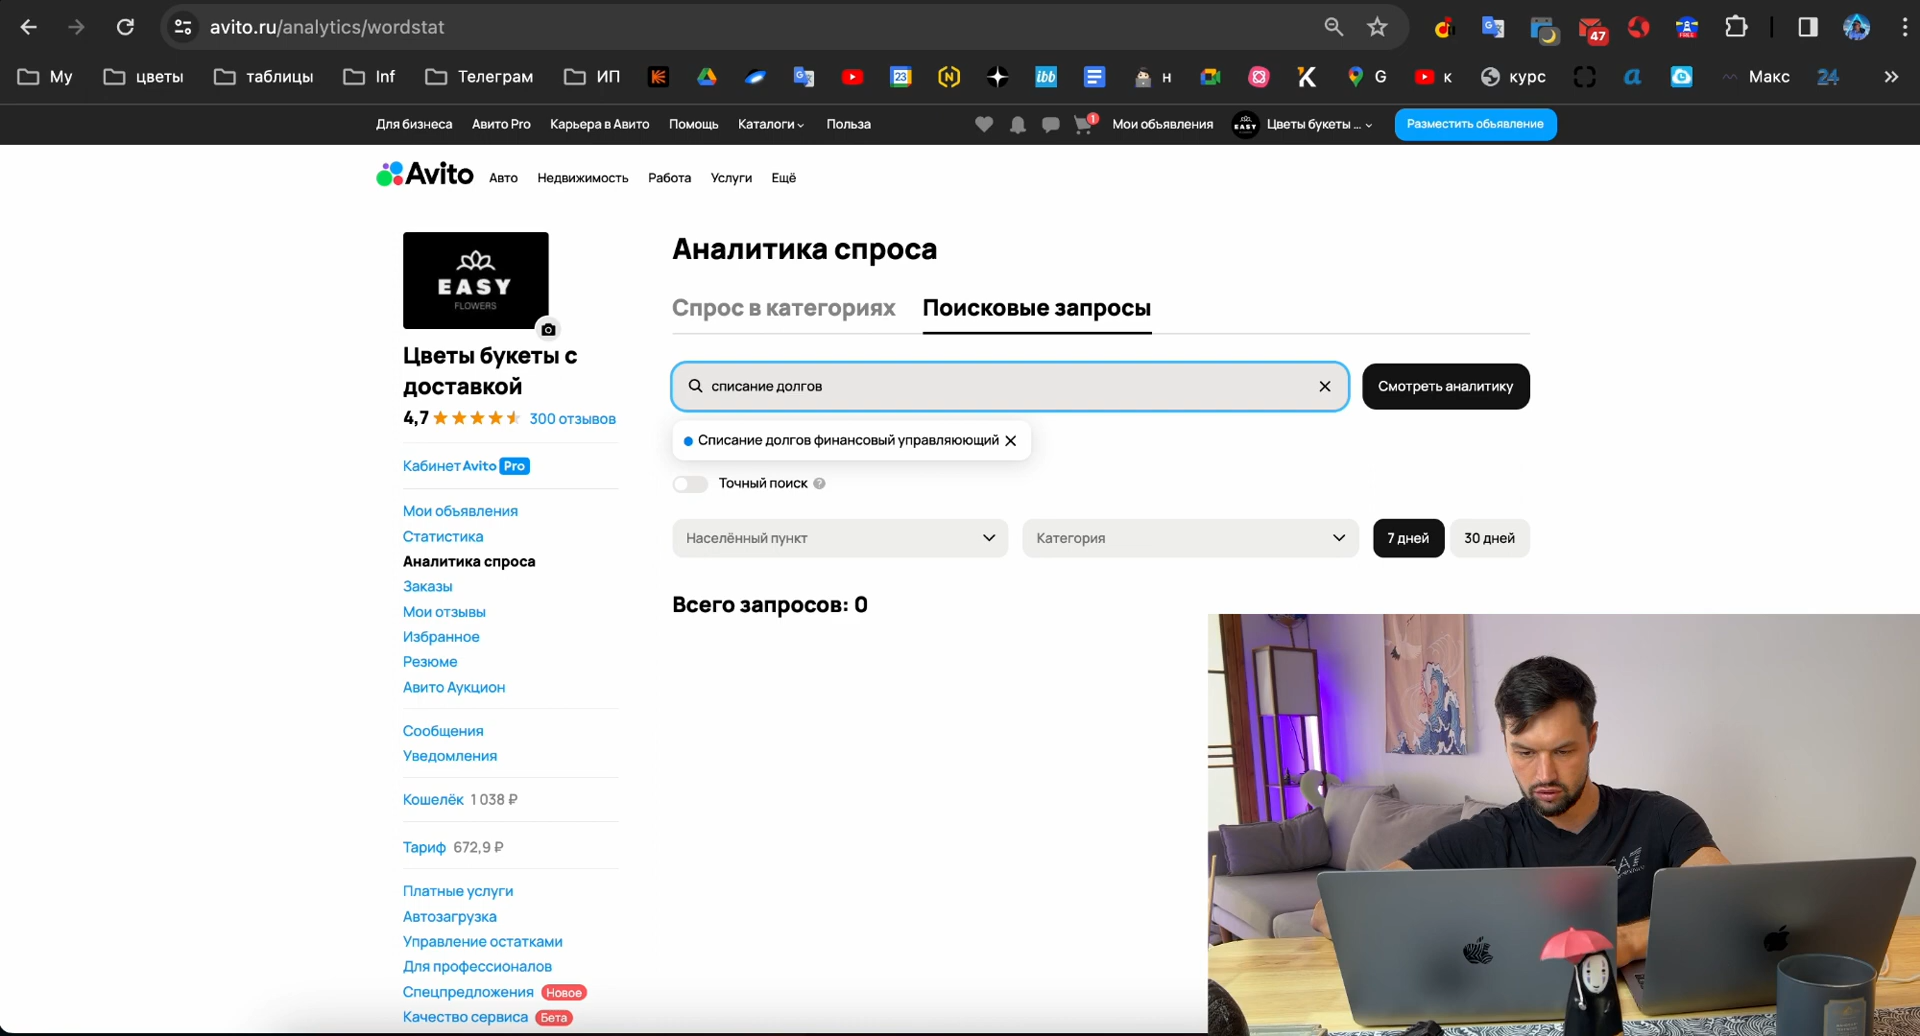 avito.ru/analytics/wordstat
47
My
цветы
таблицы
Inf
Телеграм
ИП
23
N
ibb
н
G
к
курс
a
Макс
24
Для бизнеса
Авито Pro
Карьера в Авито
Помощь
Каталоги
Польза
1
Мои объявления
EASY
Цветы букеты ...
Разместить объявление
Avito
Авто
Недвижимость
Работа
Услуги
Ещё
EASY
FLOWERS
Цветы букеты с
доставкой
4,7
300 отзывов
Кабинет Avito Pro
Мои объявления
Статистика
Аналитика спроса
Заказы
Мои отзывы
Избранное
Резюме
Авито Аукцион
Сообщения
Уведомления
Кошелёк 1 038 ₽
Тариф 672,9 ₽
Платные услуги
Автозагрузка
Управление остатками
Для профессионалов
Спецпредложения Новое
Качество сервиса Бета
Аналитика спроса
Спрос в категориях
Поисковые запросы
списание долгов
Смотреть аналитику
Списание долгов финансовый управляюющий
Точный поиск ?
Населённый пункт
Категория
7 дней
30 дней
Всего запросов: 0